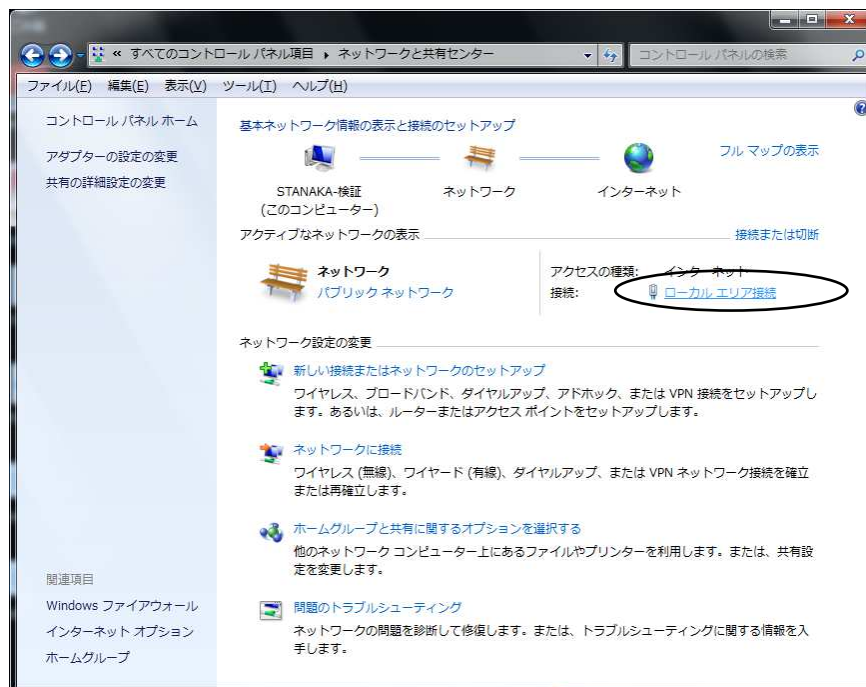 « すべてのコントロール パネル項目 ▸ ネットワークと共有センター
コントロール パネルの検索
ファイル(F) 編集(E) 表示(V) ツール(T) ヘルプ(H)
コントロール パネル ホーム
アダプターの設定の変更
共有の詳細設定の変更
基本ネットワーク情報の表示と接続のセットアップ
フル マップの表示
STANAKA-検証
(このコンピューター)
ネットワーク
インターネット
アクティブなネットワークの表示
接続または切断
ネットワーク
パブリック ネットワーク
アクセスの種類: インターネット
接続: ローカル エリア接続
ネットワーク設定の変更
新しい接続またはネットワークのセットアップ
ワイヤレス、ブロードバンド、ダイヤルアップ、アドホック、または VPN 接続をセットアップし
ます。あるいは、ルーターまたはアクセス ポイントをセットアップします。
ネットワークに接続
ワイヤレス (無線)、ワイヤード (有線)、ダイヤルアップ、または VPN ネットワーク接続を確立
または再確立します。
ホームグループと共有に関するオプションを選択する
他のネットワーク コンピューター上にあるファイルやプリンターを利用します。または、共有設
定を変更します。
問題のトラブルシューティング
ネットワークの問題を診断して修復します。または、トラブルシューティングに関する情報を入
手します。
関連項目
Windows ファイアウォール
インターネット オプション
ホームグループ